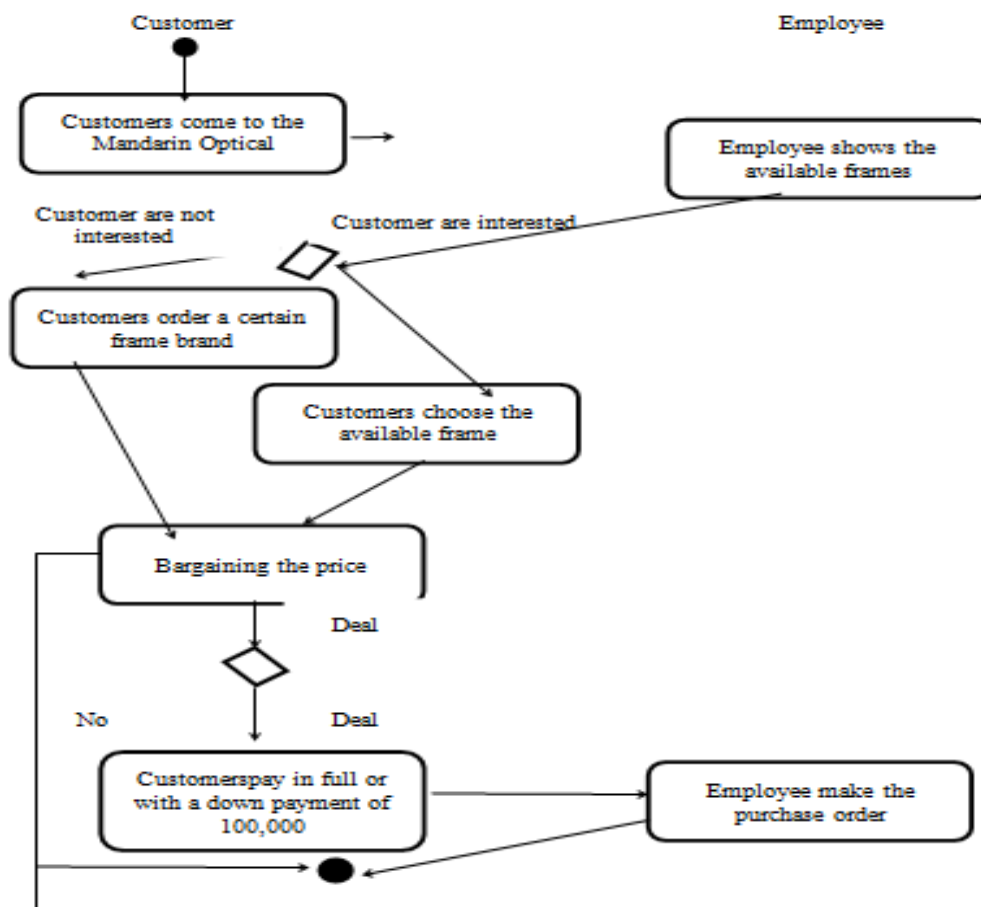 Customer
Employee
Customers come to the
Mandarin Optical
Employee shows the
available frames
Customer are not
interested
Customer are interested
Customers order a certain
frame brand
Customers choose the
available frame
Bargaining the price
Deal
No
Deal
Customerspay in full or
with a down payment of
100,000
Employee make the
purchase order